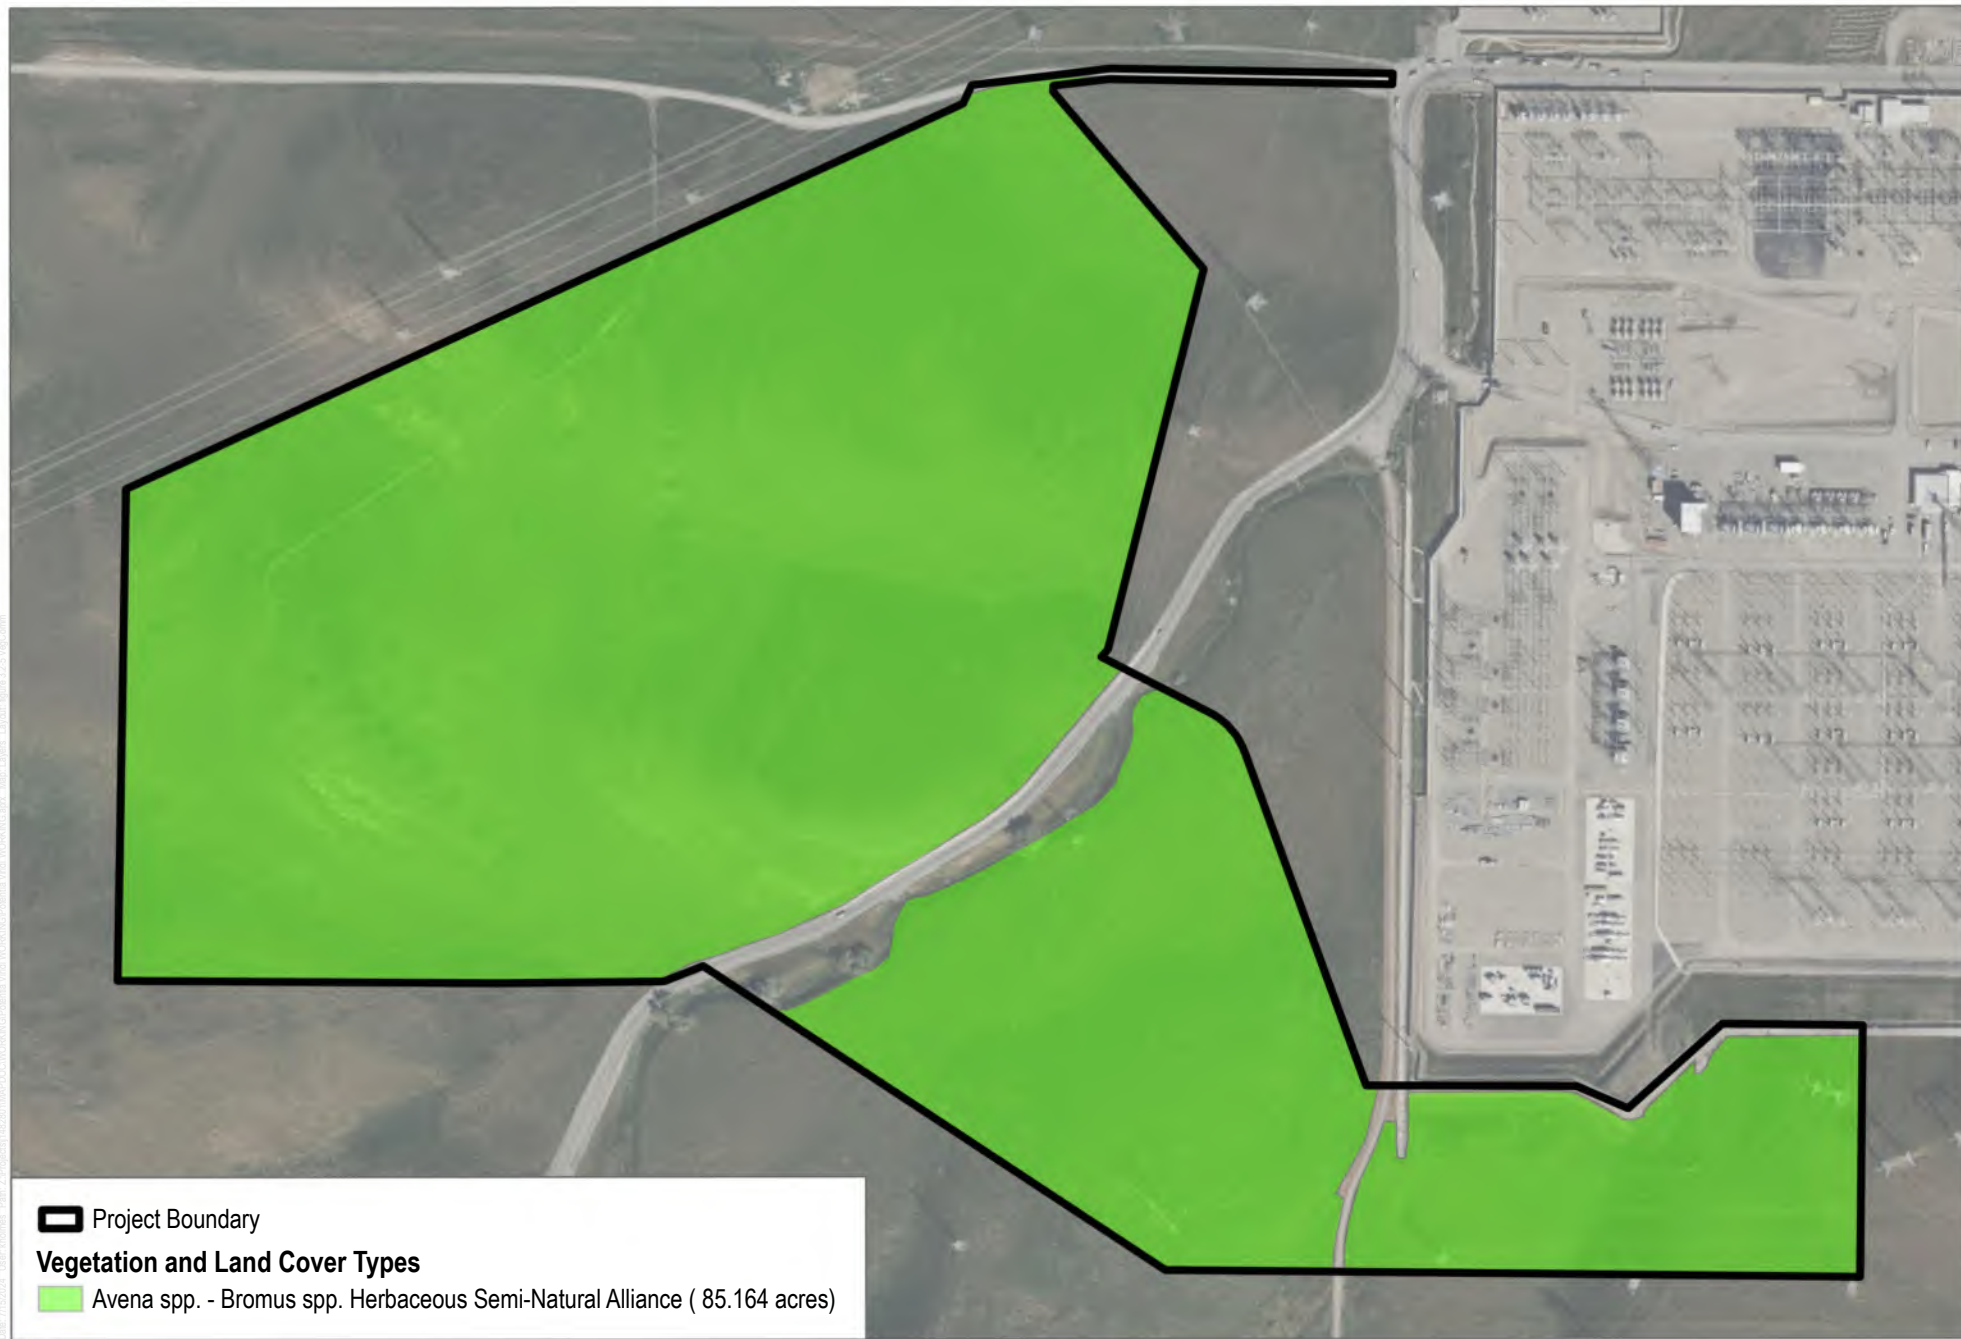 Project Boundary
Vegetation and Land Cover Types
Avena spp. - Bromus spp. Herbaceous Semi-Natural Alliance ( 85.164 acres)